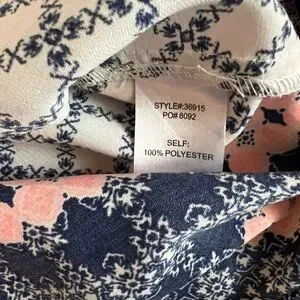 STYLE#:36915
PO# 8092
SELF:
100% POLYESTER